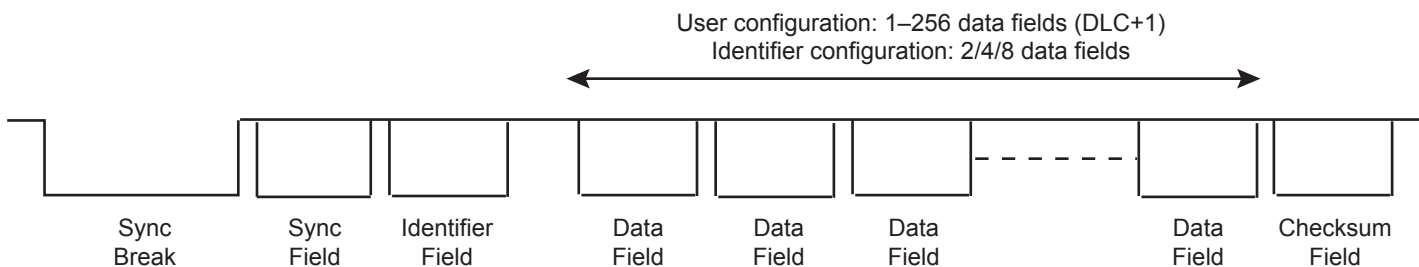 User configuration: 1–256 data fields (DLC+1)
Identifier configuration: 2/4/8 data fields
Sync
Break
Sync
Field
Identifier
Field
Data
Field
Data
Field
Data
Field
Data
Field
Checksum
Field